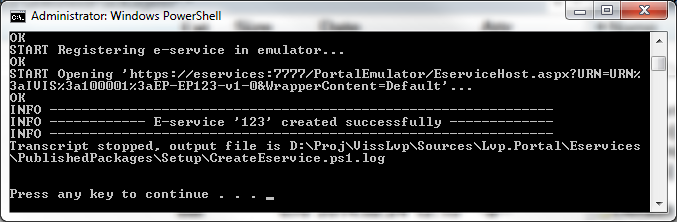 Administrator: Windows PowerShell
OK
START Registering e-service in emulator...
OK
START Opening 'https://eservices:7777/PortalEmulator/EserviceHost.aspx?URN=URN%
3aIVIS%3a100001%3aEP-EP123-v1-0&WrapperContent=Default'...
OK
INFO -------------------------------------------------------------
INFO ------------ E-service '123' created successfully -------------
INFO -------------------------------------------------------------
Transcript stopped, output file is D:\Proj\VissLvp\Sources\Lvp.Portal\Eservices
\PublishedPackages\Setup\CreateEservice.ps1.log
Press any key to continue . . . _